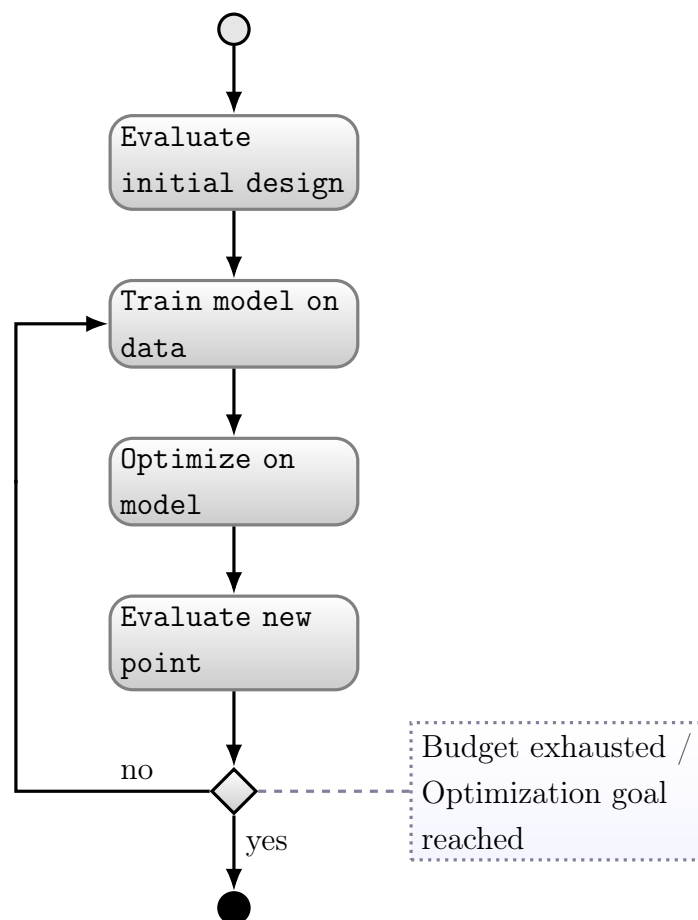 Evaluate
initial design
Train model on
data
Optimize on
model
Evaluate new
point
no
Budget exhausted /
Optimization goal
reached
yes